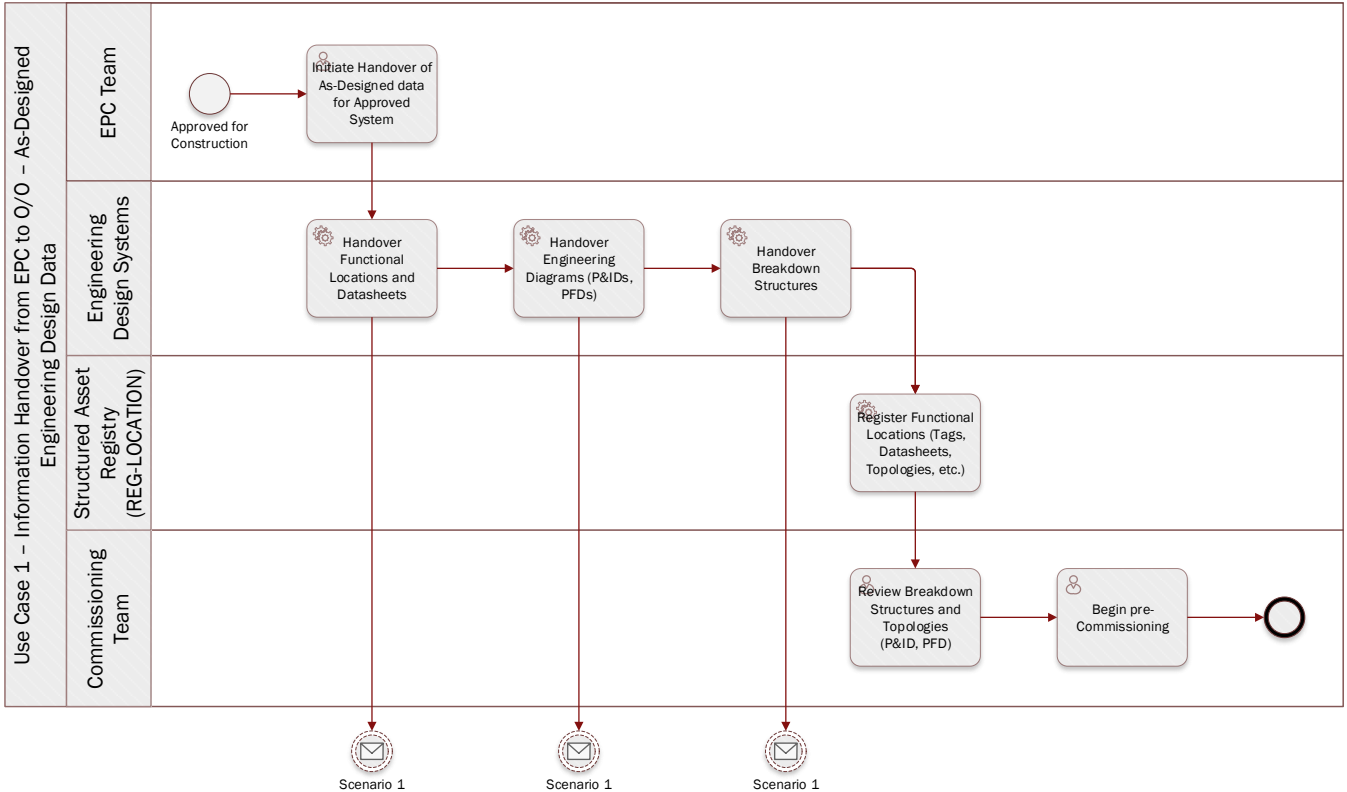 Use Case 1 – Information Handover from EPC to O/O – As-Designed
Engineering Design Data
EPC Team
Approved for
Construction
Initiate Handover of
As-Designed data
for Approved
System
Engineering
Design Systems
Handover
Functional
Locations and
Datasheets
Handover
Engineering
Diagrams (P&IDs,
PFDs)
Handover
Breakdown
Structures
Structured Asset
Registry
(REG-LOCATION)
Register Functional
Locations (Tags,
Datasheets,
Topologies, etc.)
Commissioning
Team
Review Breakdown
Structures and
Topologies
(P&ID, PFD)
Begin pre-
Commissioning
Scenario 1
Scenario 1
Scenario 1